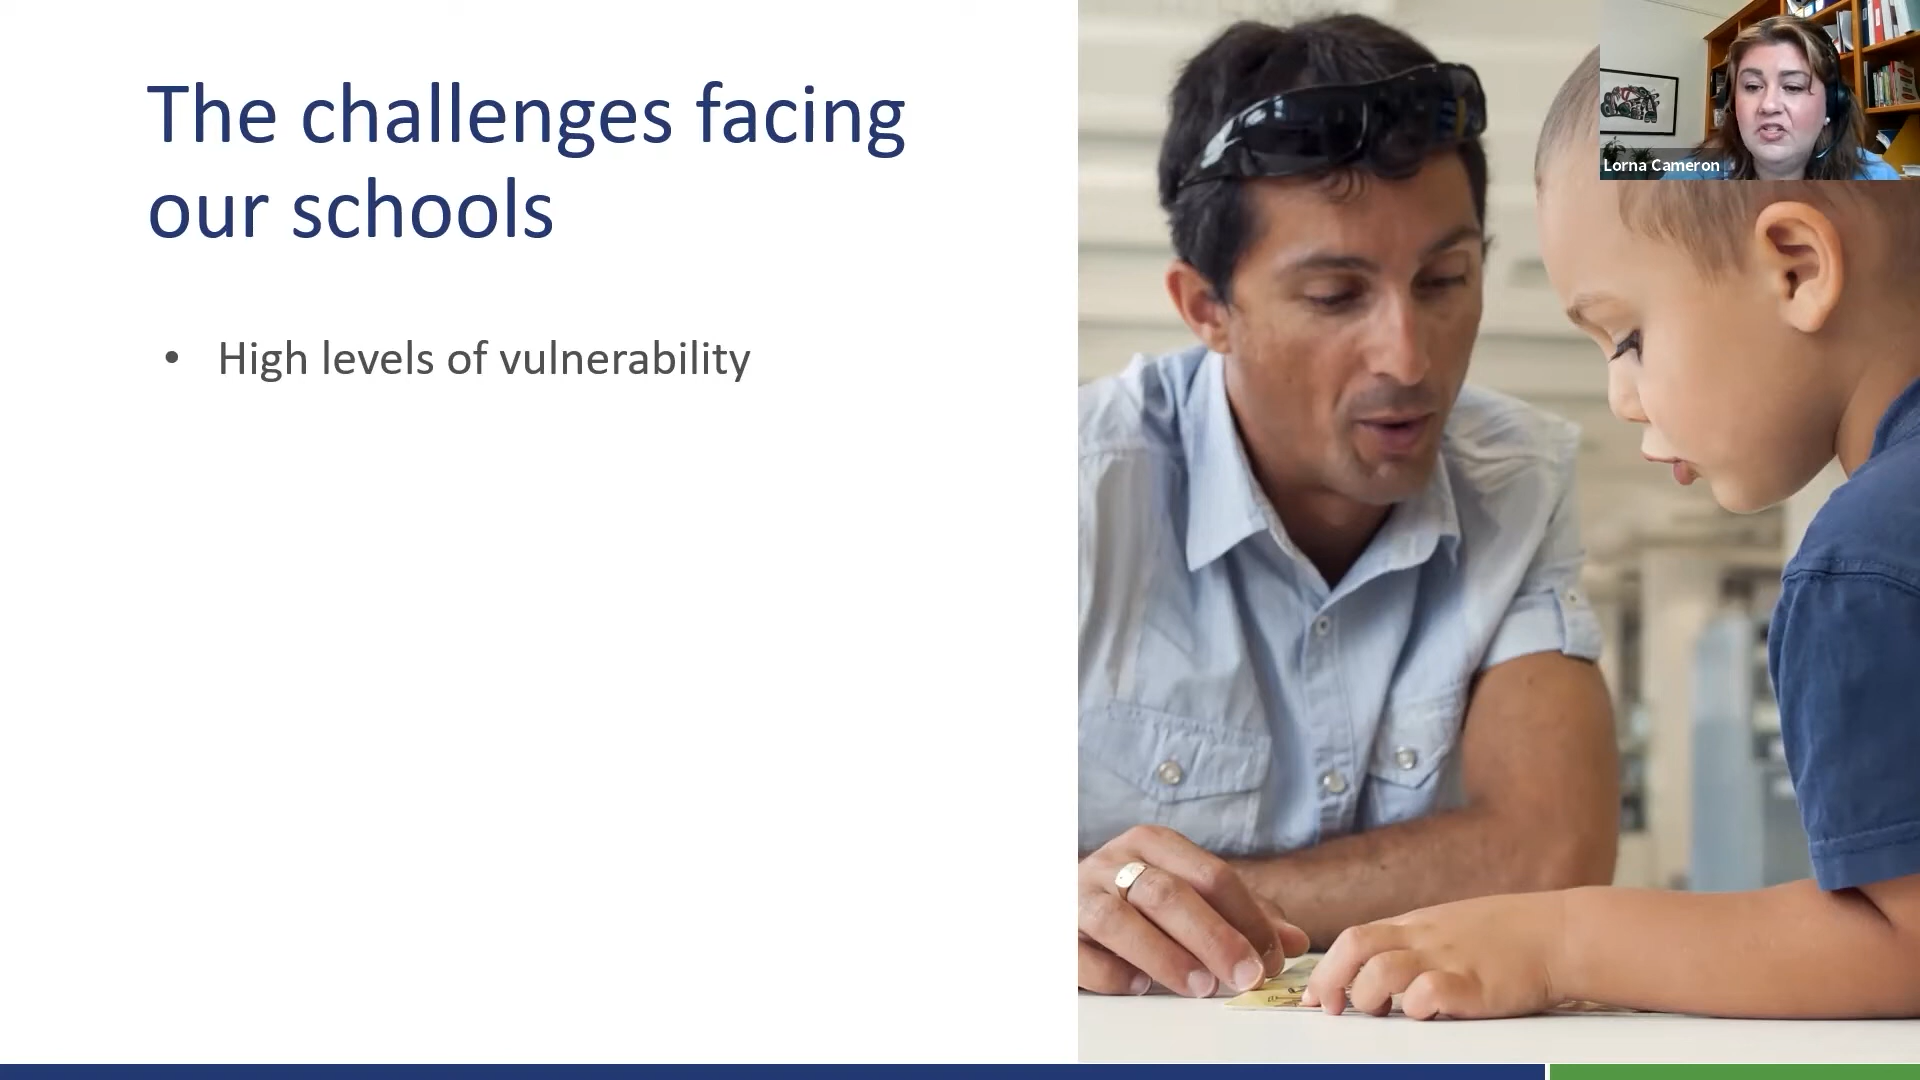 The challenges facing
our schools
• High levels of vulnerability
Lorna Cameron